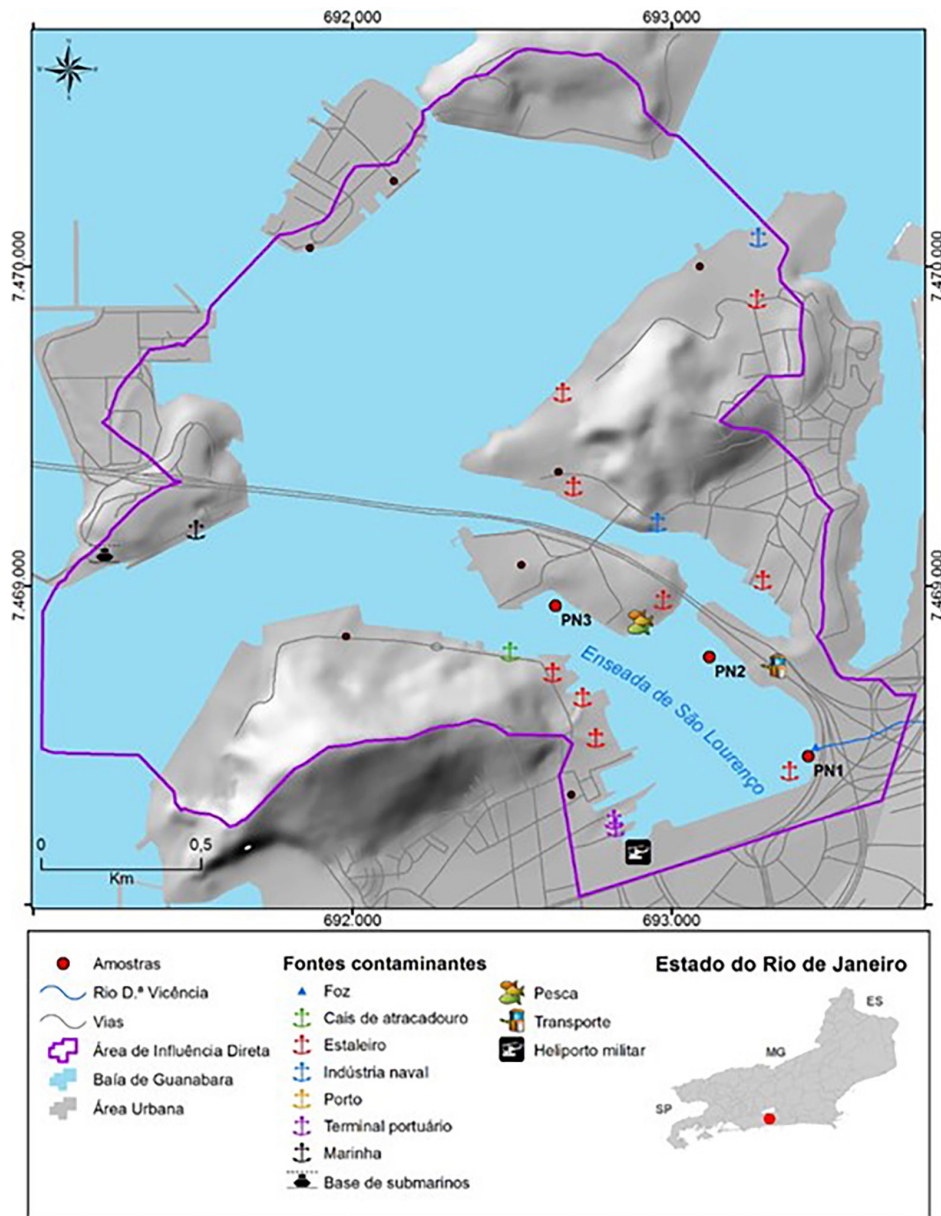 692.000 693.000
7.470.000 7.470.000
7.469.000 7.469.000
PN3
PN2
Enseada de São Lourenço
PN1
0 0,5
Km
692.000 693.000
Amostras
Rio D.ª Vicência
Vias
Área de Influência Direta
Baía de Guanabara
Área Urbana
Fontes contaminantes
Foz
Cais de atracadouro
Estaleiro
Indústria naval
Porto
Terminal portuário
Marinha
Base de submarinos
Pesca
Transporte
Heliporto militar
Estado do Rio de Janeiro
ES
MG
SP